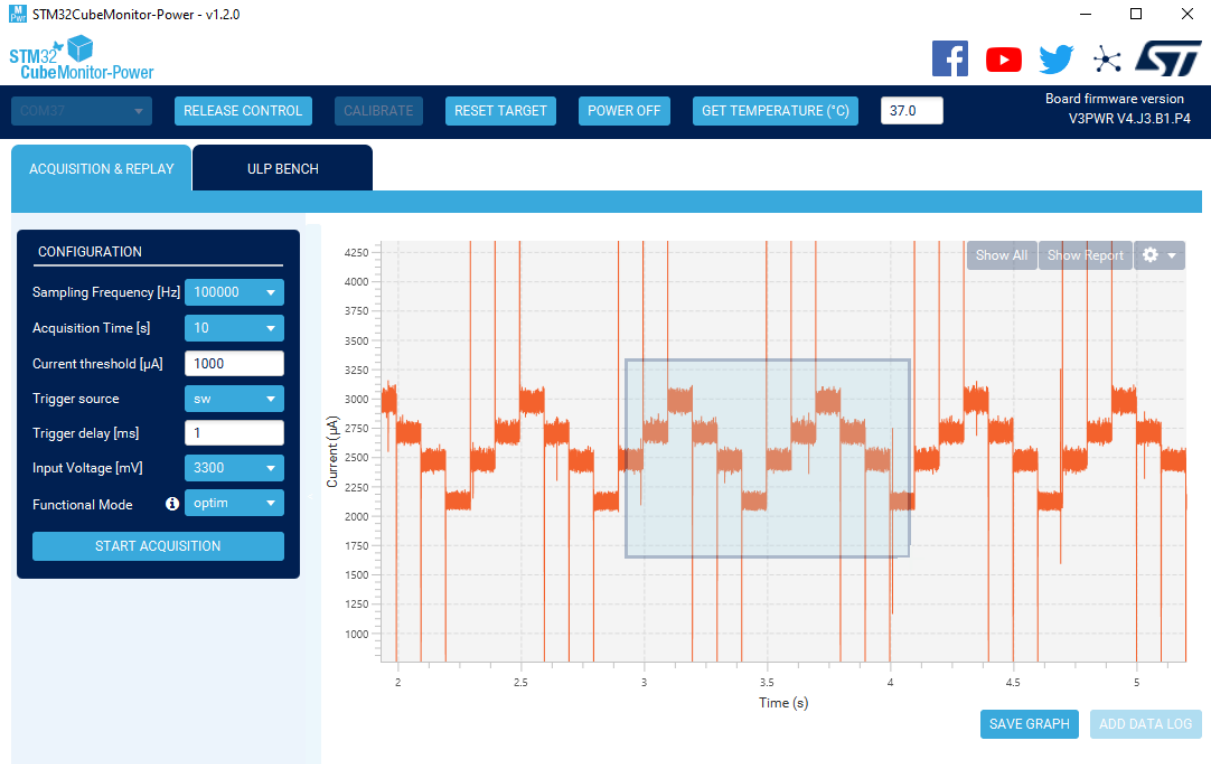 M
Pwr
STM32CubeMonitor-Power - v1.2.0
STM32
CubeMonitor-Power
COM37
RELEASE CONTROL
CALIBRATE
RESET TARGET
POWER OFF
GET TEMPERATURE (°C)
37.0
Board firmware version
V3PWR V4.J3.B1.P4
ACQUISITION & REPLAY
ULP BENCH
CONFIGURATION
Sampling Frequency [Hz] 100000
Acquisition Time [s] 10
Current threshold [µA] 1000
Trigger source sw
Trigger delay [ms] 1
Input Voltage [mV] 3300
Functional Mode i optim
START ACQUISITION
Show All
Show Report
Current (µA)
4250
4000
3750
3500
3250
3000
2750
2500
2250
2000
1750
1500
1250
1000
2 2.5 3 3.5 4 4.5 5
Time (s)
SAVE GRAPH
ADD DATA LOG